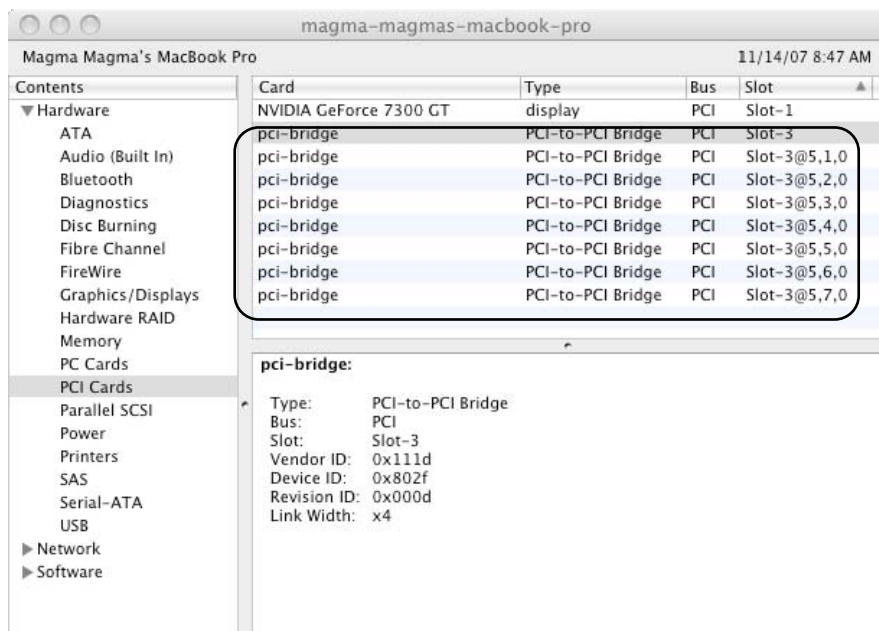 magma-magmas-macbook-pro
Magma Magma's MacBook Pro 11/14/07 8:47 AM
Contents
Hardware
ATA
Audio (Built In)
Bluetooth
Diagnostics
Disc Burning
Fibre Channel
FireWire
Graphics/Displays
Hardware RAID
Memory
PC Cards
PCI Cards
Parallel SCSI
Power
Printers
SAS
Serial-ATA
USB
Network
Software
Card Type Bus Slot
NVIDIA GeForce 7300 GT display PCI Slot-1
pci-bridge PCI-to-PCI Bridge PCI Slot-3
pci-bridge PCI-to-PCI Bridge PCI Slot-3@5,1,0
pci-bridge PCI-to-PCI Bridge PCI Slot-3@5,2,0
pci-bridge PCI-to-PCI Bridge PCI Slot-3@5,3,0
pci-bridge PCI-to-PCI Bridge PCI Slot-3@5,4,0
pci-bridge PCI-to-PCI Bridge PCI Slot-3@5,5,0
pci-bridge PCI-to-PCI Bridge PCI Slot-3@5,6,0
pci-bridge PCI-to-PCI Bridge PCI Slot-3@5,7,0
pci-bridge:
Type: PCI-to-PCI Bridge
Bus: PCI
Slot: Slot-3
Vendor ID: 0x111d
Device ID: 0x802f
Revision ID: 0x000d
Link Width: x4